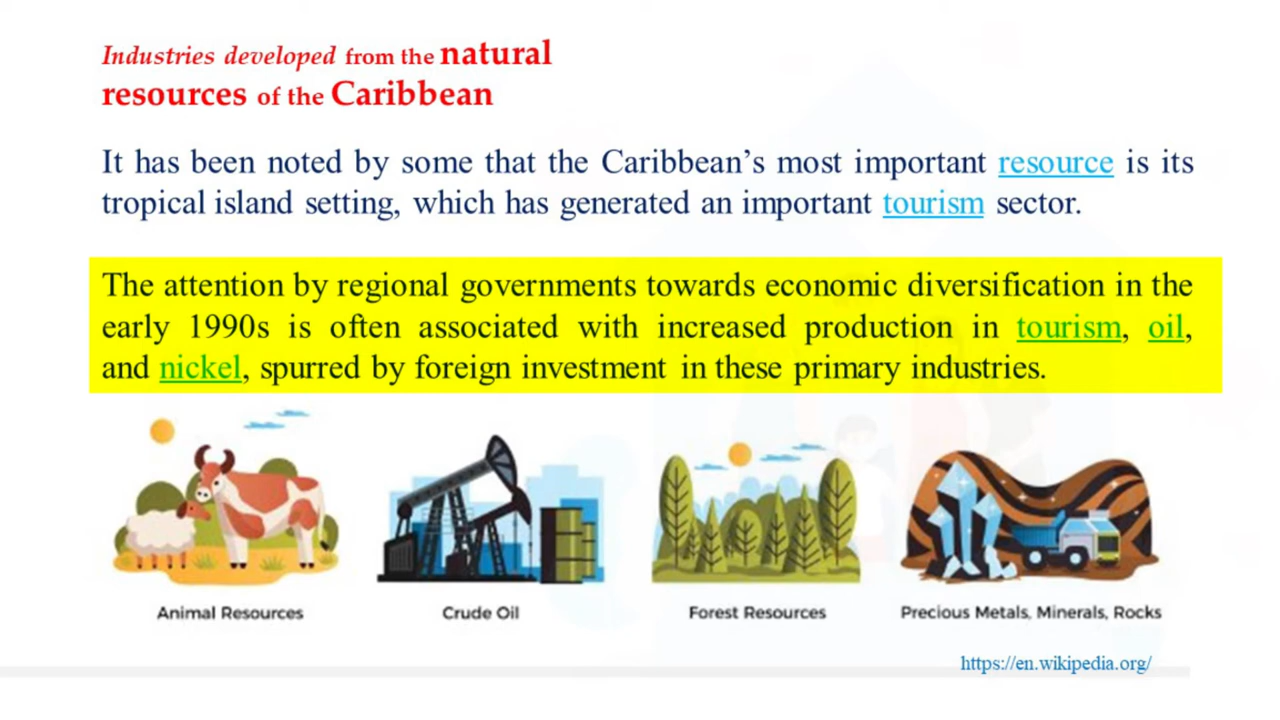 Industries developed from the natural
resources of the Caribbean
It has been noted by some that the Caribbean’s most important resource is its
tropical island setting, which has generated an important tourism sector.
The attention by regional governments towards economic diversification in the
early 1990s is often associated with increased production in tourism, oil,
and nickel, spurred by foreign investment in these primary industries.
Animal Resources
Crude Oil
Forest Resources
Precious Metals, Minerals, Rocks
https://en.wikipedia.org/